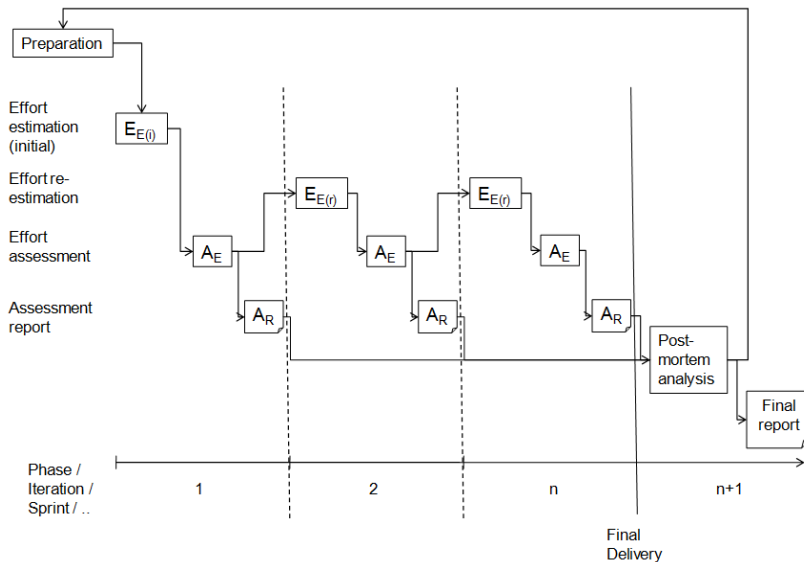 Preparation
Effort
estimation
(initial)
E_E(i)
Effort re-
estimation
E_E(r)
E_E(r)
Effort
assessment
A_E
A_E
A_E
Assessment
report
A_R
A_R
A_R
Post-
mortem
analysis
Final
report
Phase /
Iteration /
Sprint / ..
1
2
n
n+1
Final
Delivery